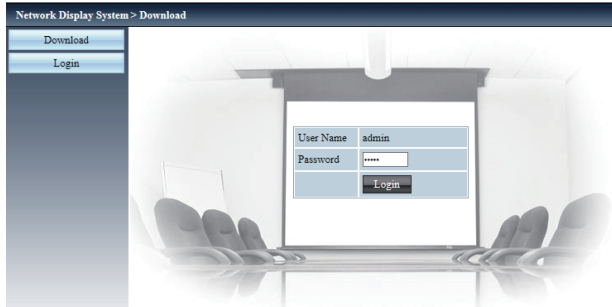 Network Display System > Download
Download
Login
User Name admin
Password •••••
Login